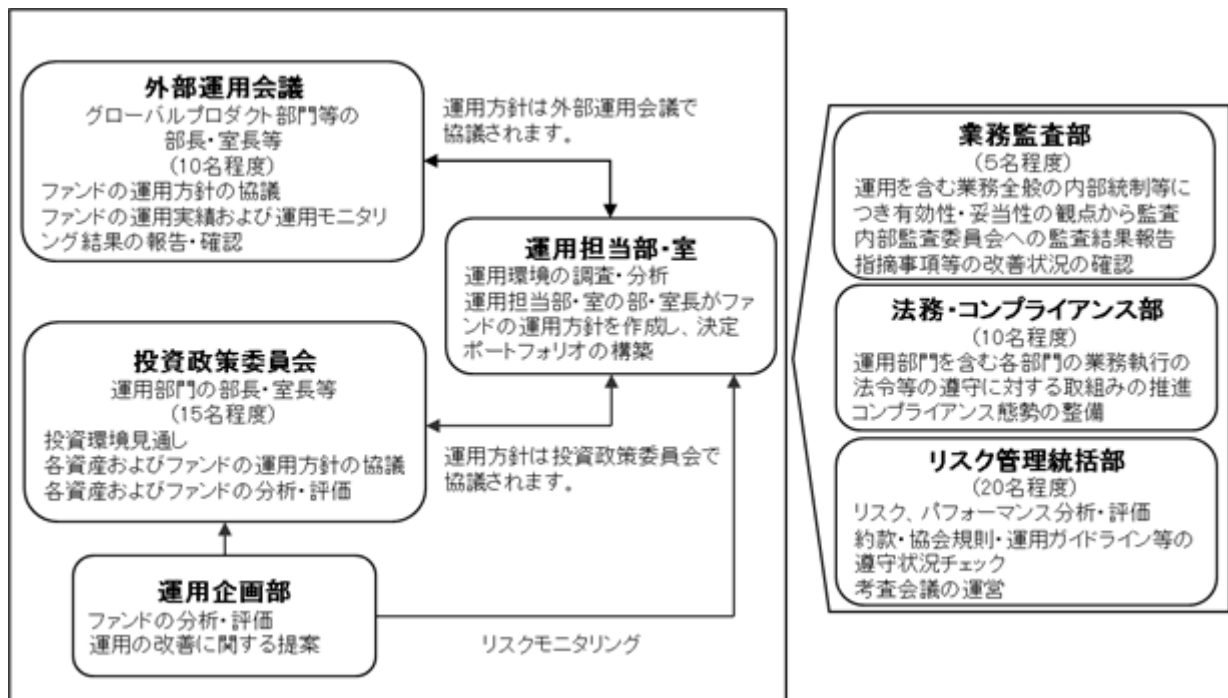 外部運用会議
グローバルプロダクト部門等の
部長・室長等
(10名程度)
ファンドの運用方針の協議
ファンドの運用実績および運用モニタリ
ング結果の報告・確認
運用方針は外部運用会議で
協議されます。
運用担当部・室
運用環境の調査・分析
運用担当部・室の部・室長がファ
ンドの運用方針を作成し、決定
ポートフォリオの構築
投資政策委員会
運用部門の部長・室長等
(15名程度)
投資環境見通し
各資産およびファンドの運用方針の協議
各資産およびファンドの分析・評価
運用方針は投資政策委員会で
協議されます。
運用企画部
ファンドの分析・評価
運用の改善に関する提案
リスクモニタリング
業務監査部
(5名程度)
運用を含む業務全般の内部統制等に
つき有効性・妥当性の観点から監査
内部監査委員会への監査結果報告
指摘事項等の改善状況の確認
法務・コンプライアンス部
(10名程度)
運用部門を含む各部門の業務執行の
法令等の遵守に対する取組みの推進
コンプライアンス態勢の整備
リスク管理統括部
(20名程度)
リスク、パフォーマンス分析・評価
約款・協会規則・運用ガイドライン等の
遵守状況チェック
考査会議の運営